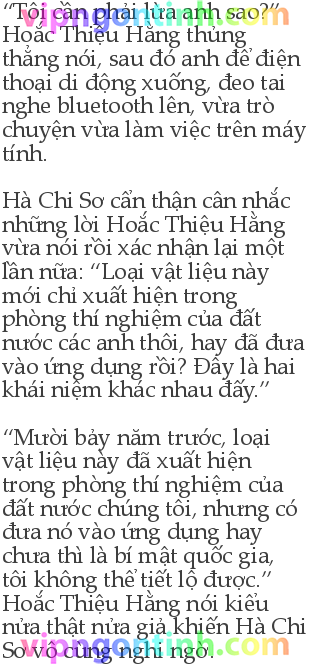 “Tôi cần phải lừa anh sao?”
Hoắc Thiệu Hằng thủng
thẳng nói, sau đó anh để điện
thoại di động xuống, đeo tai
nghe bluetooth lên, vừa trò
chuyện vừa làm việc trên máy
tính.

Hà Chi Sơ cẩn thận cân nhắc
những lời Hoắc Thiệu Hằng
vừa nói rồi xác nhận lại một
lần nữa: “Loại vật liệu này
mới chỉ xuất hiện trong
phòng thí nghiệm của đất
nước các anh thôi, hay đã đưa
vào ứng dụng rồi? Đây là hai
khái niệm khác nhau đấy.”

“Mười bảy năm trước, loại
vật liệu này đã xuất hiện
trong phòng thí nghiệm của
đất nước chúng tôi, nhưng có
đưa nó vào ứng dụng hay
chưa thì là bí mật quốc gia,
tôi không thể tiết lộ được.”
Hoắc Thiệu Hằng nói kiểu
nửa thật nửa giả khiến Hà Chi
Sơ vô cùng nghi ngờ.
vipngontinh.com
vipngontinh.com